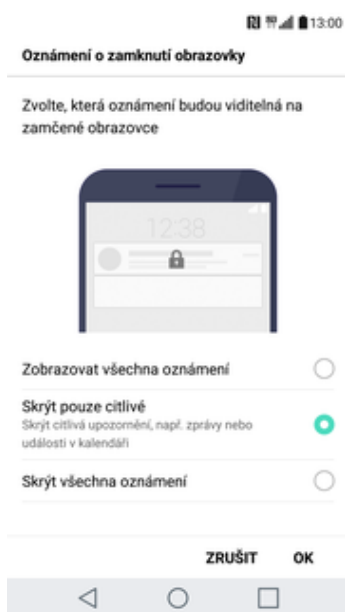 13:00
Oznámení o zamknutí obrazovky
Zvolte, která oznámení budou viditelná na
zamčené obrazovce
12:38
Zobrazovat všechna oznámení
Skrýt pouze citlivé
Skrýt citlivá upozornění, např. zprávy nebo
události v kalendáři
Skrýt všechna oznámení
ZRUŠIT OK